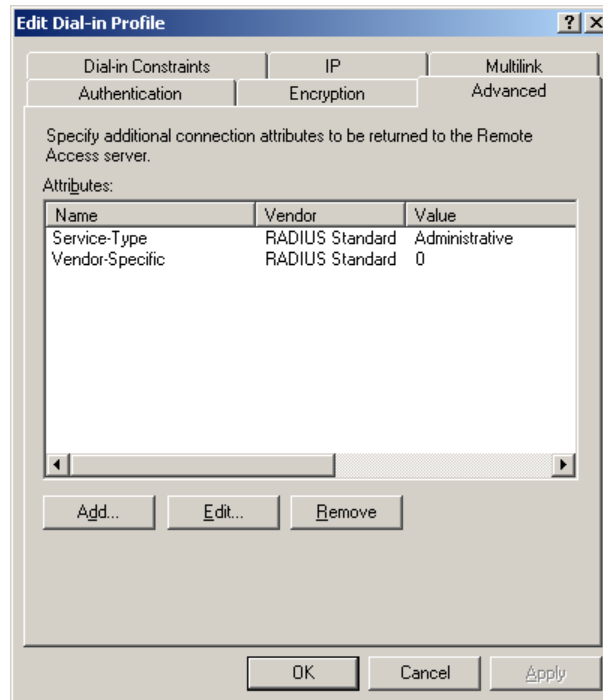 Edit Dial-in Profile
Dial-in Constraints IP Multilink
Authentication Encryption Advanced
Specify additional connection attributes to be returned to the Remote
Access server.
Attributes:
Name Vendor Value
Service-Type RADIUS Standard Administrative
Vendor-Specific RADIUS Standard 0
Add... Edit... Remove
OK Cancel Apply